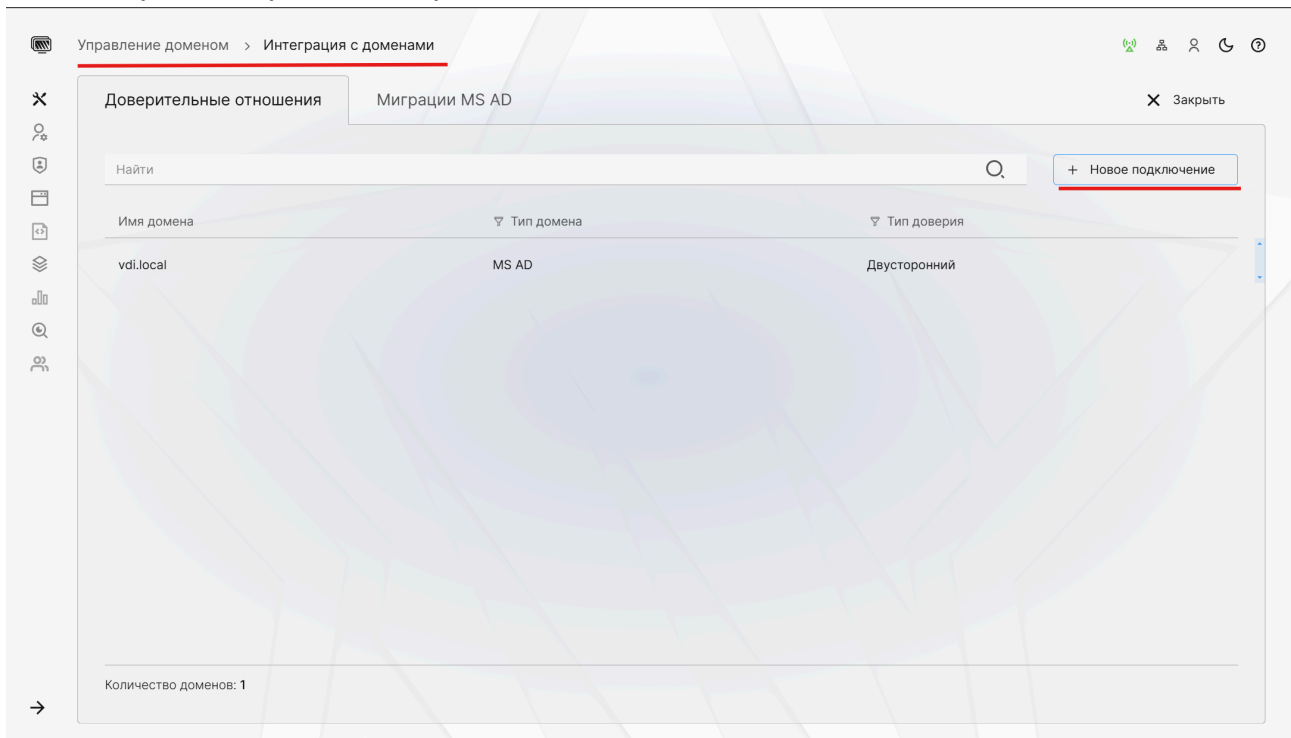 Управление доменом > Интеграция с доменами
Доверительные отношения Миграции MS AD Закрыть
Найти + Новое подключение
Имя домена Тип домена Тип доверия
vdi.local MS AD Двусторонний
Количество доменов: 1